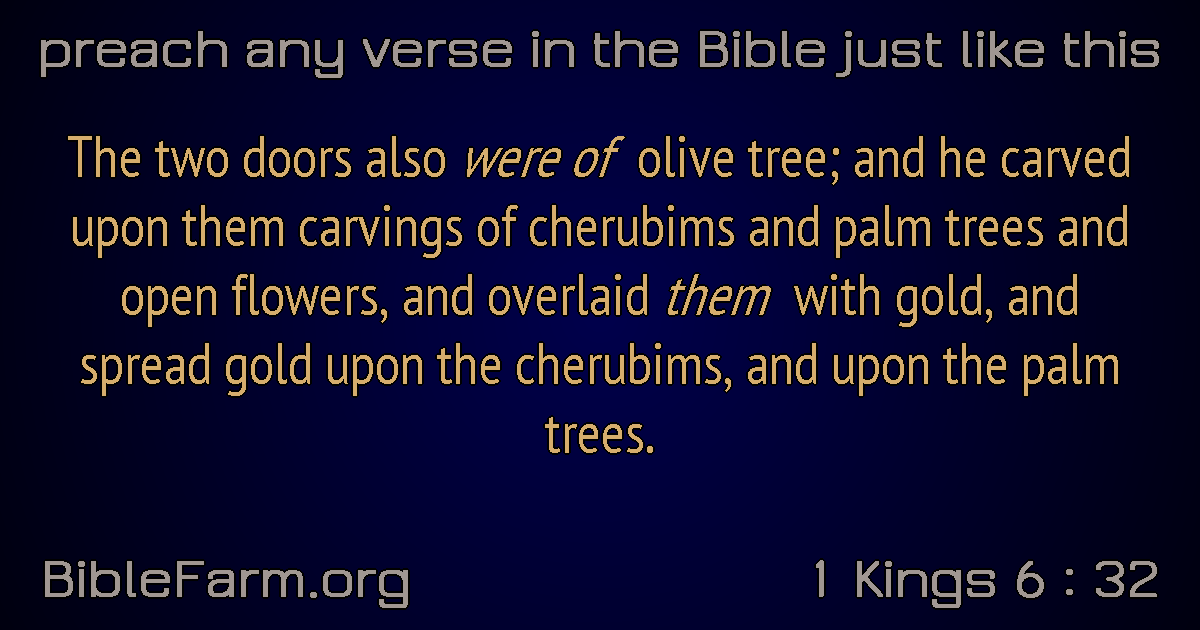 preach any verse in the Bible just like this
The two doors also were of olive tree; and he carved
upon them carvings of cherubims and palm trees and
open flowers, and overlaid them with gold, and
spread gold upon the cherubims, and upon the palm
trees.
BibleFarm.org
1 Kings 6 : 32